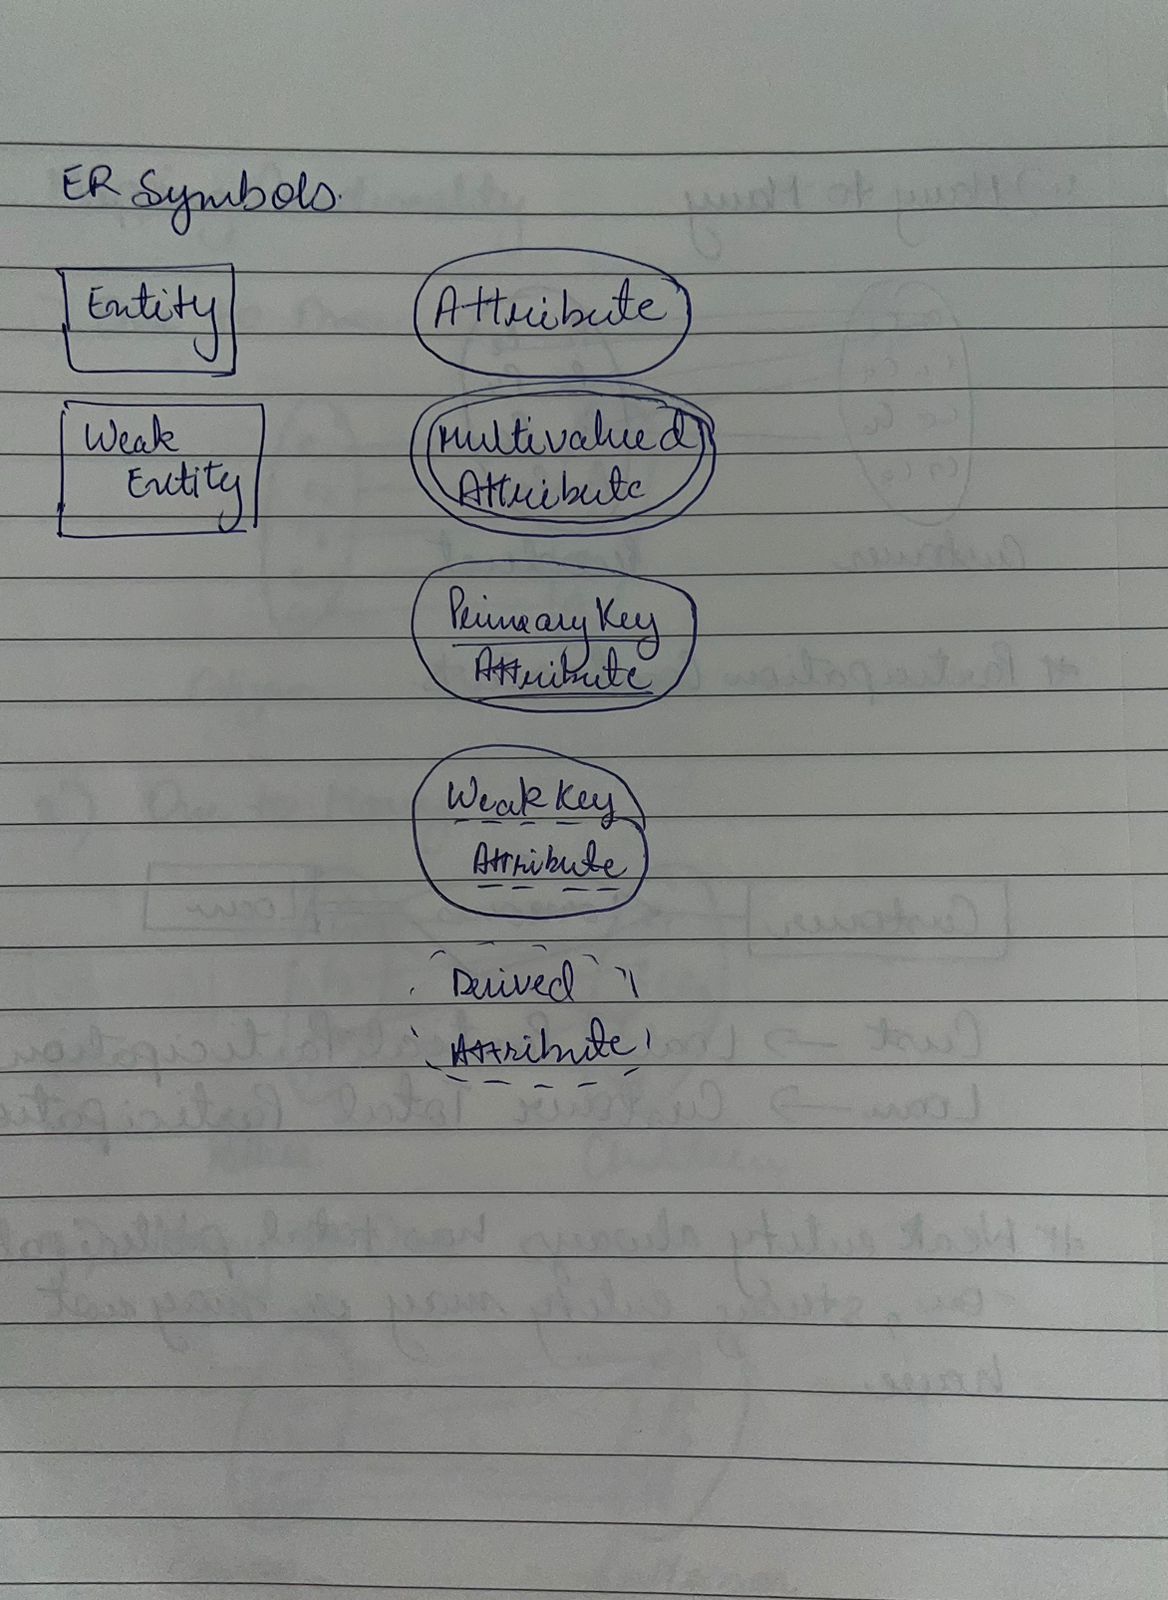 ER Symbols.
Entity
Attribute
Weak
Entity
Multivalued
Attribute
Primary Key
Attribute
Weak Key
Attribute
Derived
Attribute